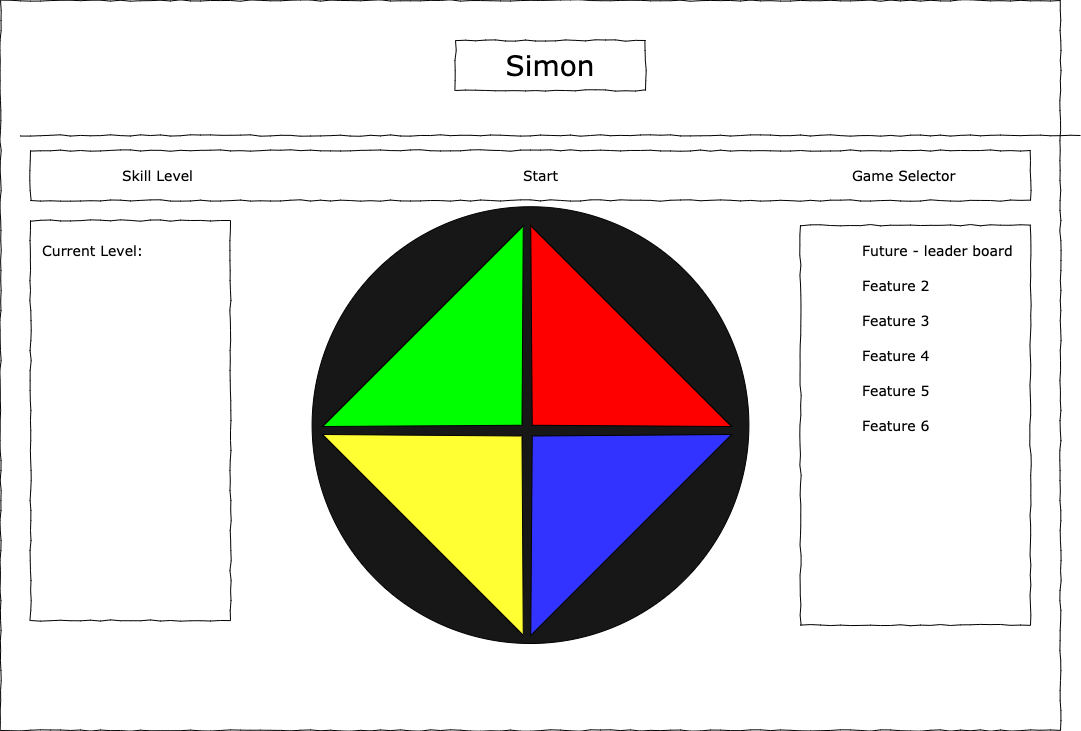 Simon
Skill Level
Start
Game Selector
Current Level:
Future - leader board
Feature 2
Feature 3
Feature 4
Feature 5
Feature 6